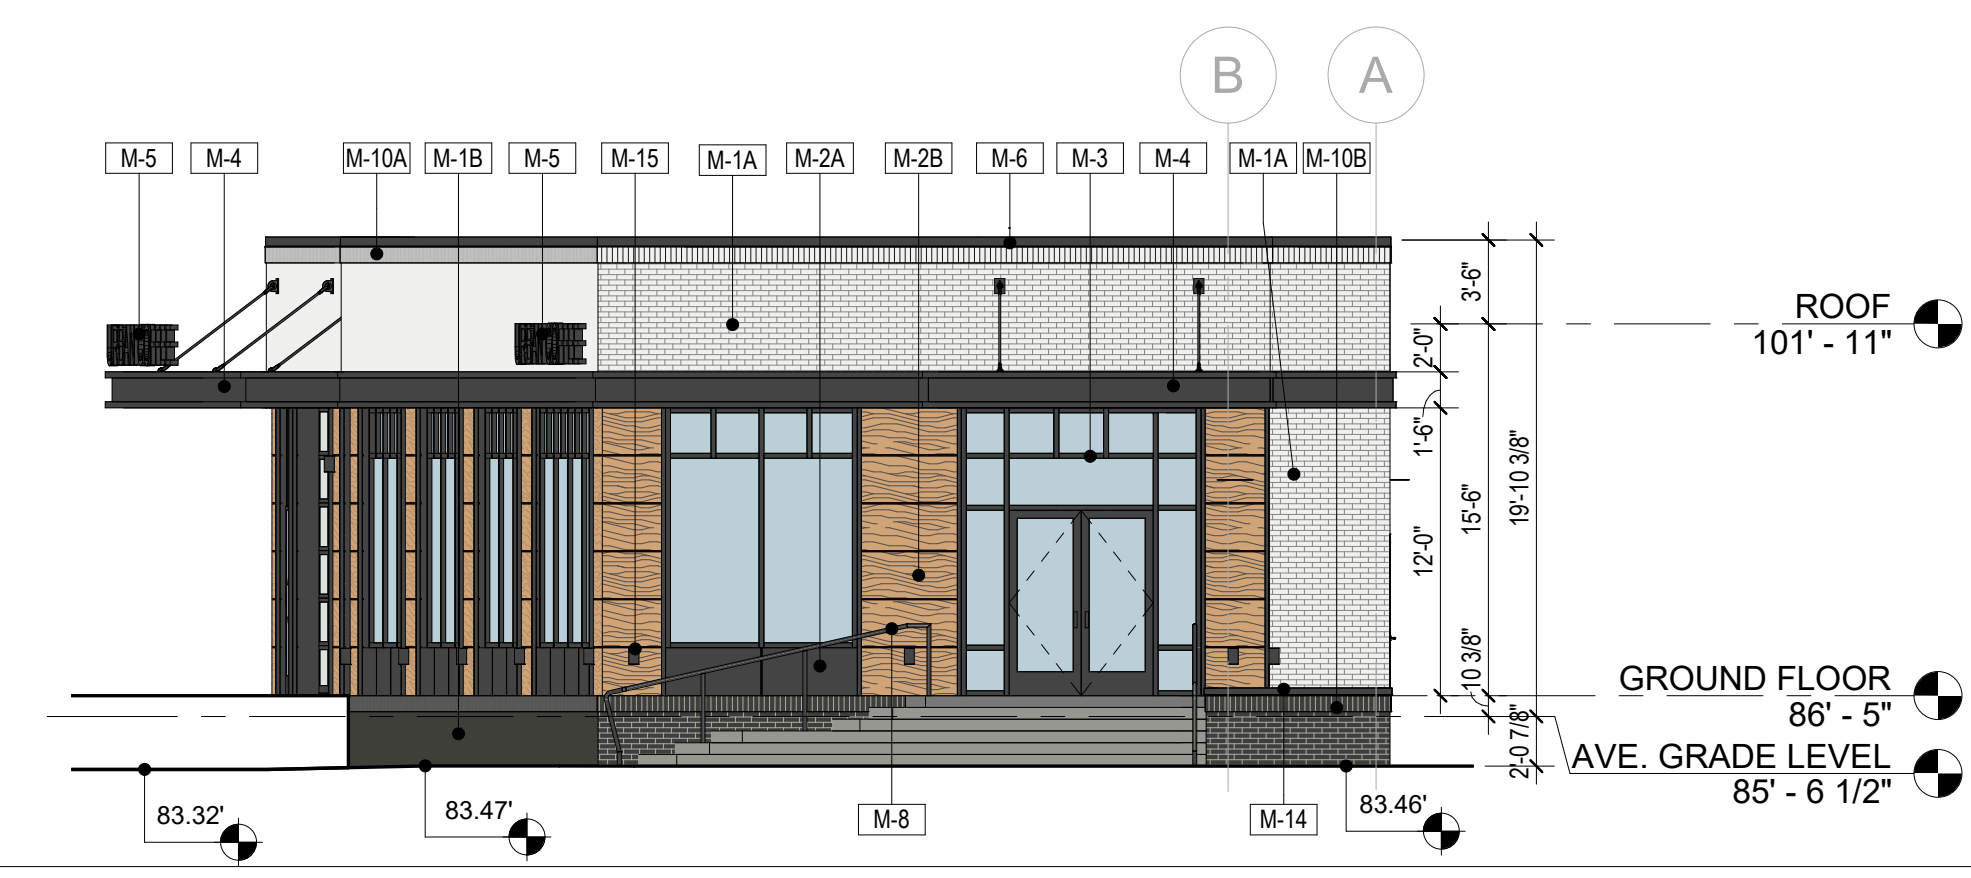 B A
M-5 M-4 M-10A M-1B M-5 M-15 M-1A M-2A M-2B M-6 M-3 M-4 M-1A M-10B
3'-6"
2'-0"
1'-6"
12'-0"
15'-6"
19'-10 3/8"
10 3/8"
2'-0 7/8"
ROOF
101' - 11"
GROUND FLOOR
86' - 5"
AVE. GRADE LEVEL
85' - 6 1/2"
83.32' 83.47' M-8 M-14 83.46'